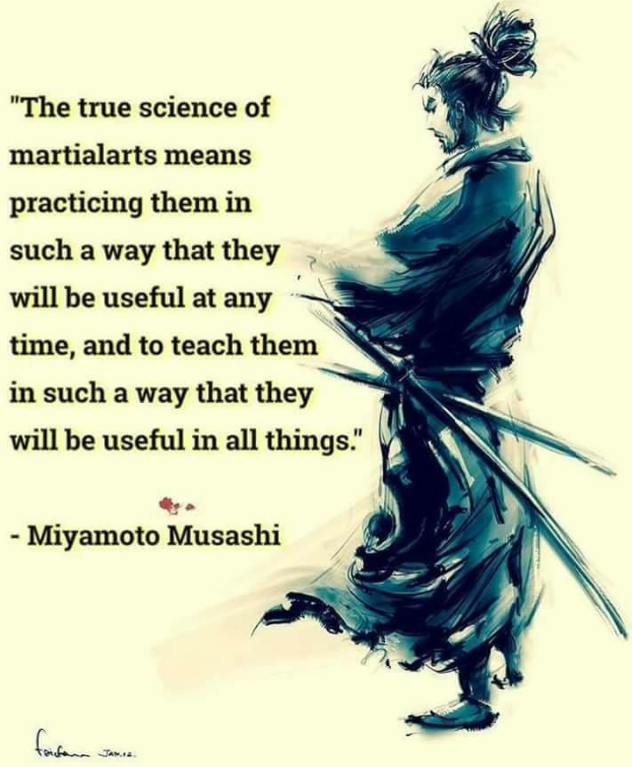 "The true science of
martialarts means
practicing them in
such a way that they
will be useful at any
time, and to teach them
in such a way that they
will be useful in all things."
- Miyamoto Musashi
JAN.12.